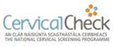 CervicalCheck
AN CLÁR NÁISIÚNTA SCAGTHÁSTÁLA CEIRBHEACS
THE NATIONAL CERVICAL SCREENING PROGRAMME